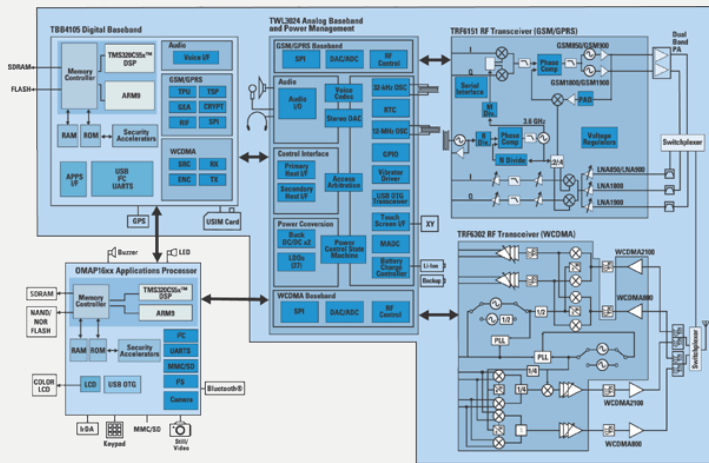 TBB4105 Digital Baseband
SDRAM
FLASH
Memory
Controller
TMS320C55x™
DSP
ARM9
RAM
ROM
Security
Accelerators
APPS
I/F
USB
I²C
UARTS
Audio
Voice I/F
GSM/GPRS
TPU
TSP
GEA
CRYPT
RIF
SPI
WCDMA
SRC
RX
ENC
TX
GPS
USIM Card
TWL3024 Analog Baseband
and Power Management
GSM/GPRS Baseband
SPI
DAC/ADC
RF
Control
Audio
Audio
I/O
Voice
Codec
Stereo DAC
32-kHz OSC
RTC
12-MHz OSC
GPIO
Vibrator
Driver
USB OTG
Transceiver
Touch
Screen I/F
MADC
Battery
Charge
Controller
Control Interface
Primary
Host I/F
Secondary
Host I/F
Access
Arbitration
Power Conversion
Buck
DC/DC x2
LDOs
(27)
Power
Control State
Machine
WCDMA Baseband
SPI
DAC/ADC
RF
Control
XY
Li-Ion
Backup
TRF6151 RF Transceiver (GSM/GPRS)
I
Q
Serial
Interface
M
Div.
Phase
Comp
GSM850/GSM900
GSM1800/GSM1900
PAD
Dual
Band
PA
3.6 GHz
R
Div.
Phase
Comp
N Divide
÷2/4
Voltage
Regulators
Switchplexer
I
Q
LNA850/LNA900
LNA1800
LNA1900
TRF6302 RF Transceiver (WCDMA)
WCDMA2100
WCDMA800
1/2
1/2
PLL
PLL
1/4
1/4
WCDMA2100
WCDMA800
Switchplexer
Buzzer
LED
OMAP16xx Applications Processor
SDRAM
NAND/
NOR
FLASH
COLOR
LCD
Memory
Controller
TMS320C55x™
DSP
ARM9
RAM
ROM
Security
Accelerators
LCD
USB OTG
I²C
UARTS
MMC/SD
I²S
Camera
Bluetooth®
IrDA
Keypad
MMC/SD
Still/
Video